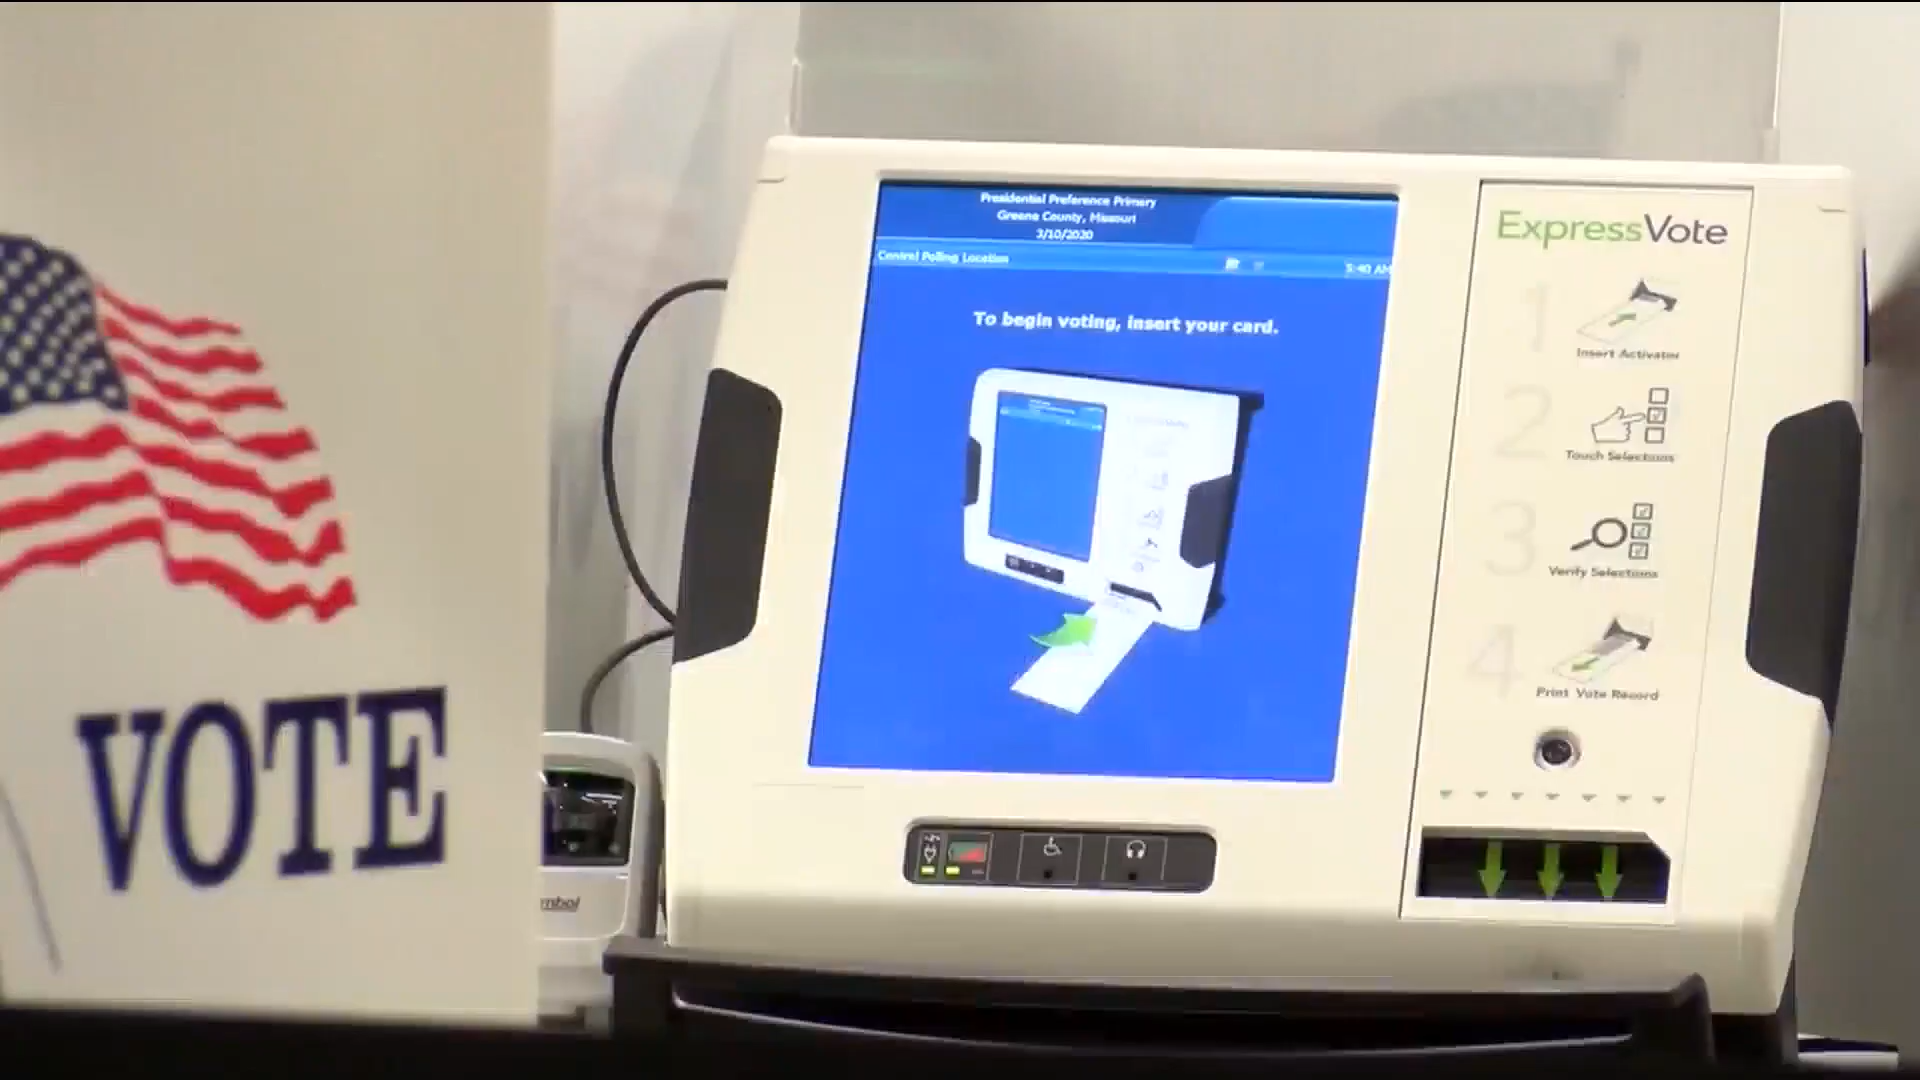 VOTE
Presidential Preference Primary
Greene County, Missouri
3/10/2020
Central Polling Location
5:40 AM
To begin voting, insert your card.
ExpressVote
1
Insert Activator
2
Touch Selections
3
Verify Selections
4
Print Vote Record